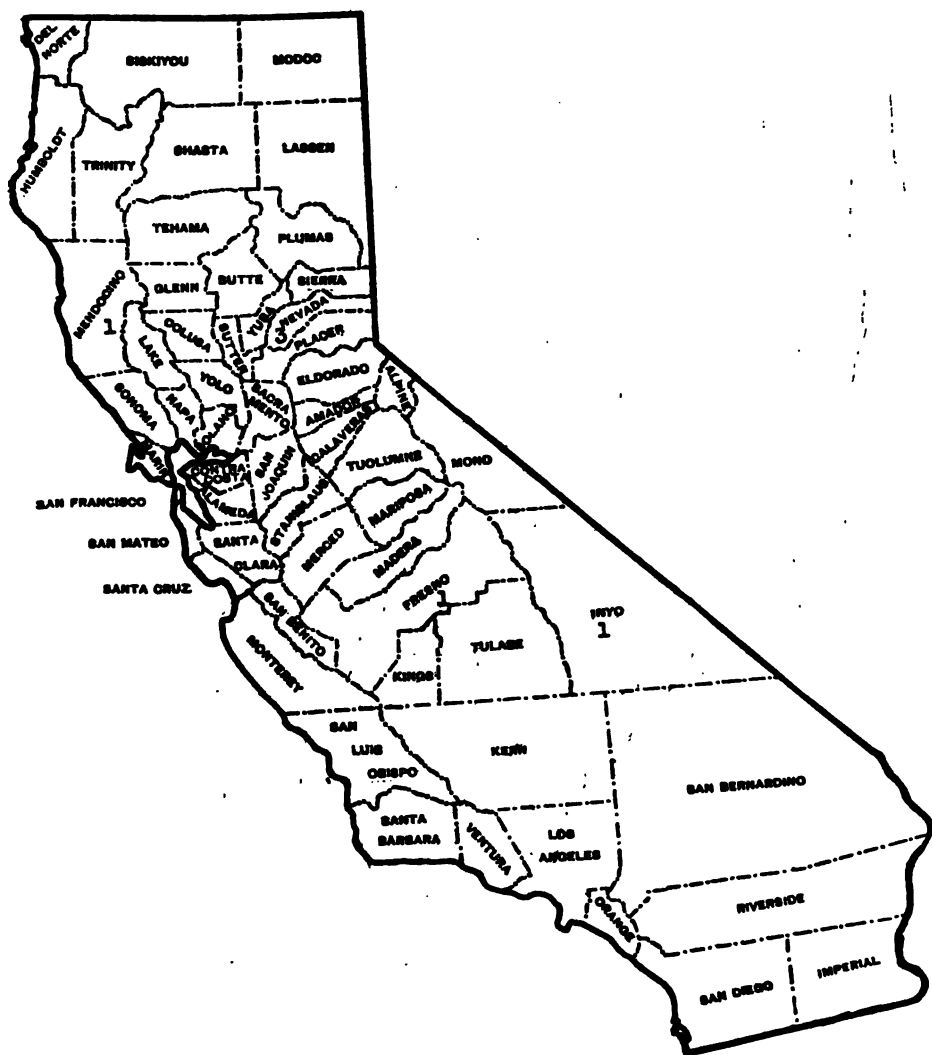 DEL
NORTE
SISKIYOU
MODOC
HUMBOLDT
TRINITY
SHASTA
LASSEN
TEHAMA
PLUMAS
MENDOCINO
1
GLENN
BUTTE
SIERRA
LAKE
COLUSA
SUTTER
YUBA
NEVADA
3
PLACER
SONOMA
NAPA
YOLO
SOLANO
SACRA
MENTO
ELDORADO
AMADOR
ALPINE
MARIN
CONTRA
COSTA
ALAMEDA
SAN
JOAQUIN
CALAVERAS
STANISLAUS
TUOLUMNE
MONO
SAN FRANCISCO
SAN MATEO
SANTA CRUZ
SANTA
CLARA
MERCED
MARIPOSA
MADERA
SAN BENITO
FRESNO
INYO
1
MONTEREY
KINGS
TULARE
SAN
LUIS
OBISPO
KERN
SAN BERNARDINO
SANTA
BARBARA
VENTURA
LOS
ANGELES
ORANGE
RIVERSIDE
SAN DIEGO
IMPERIAL